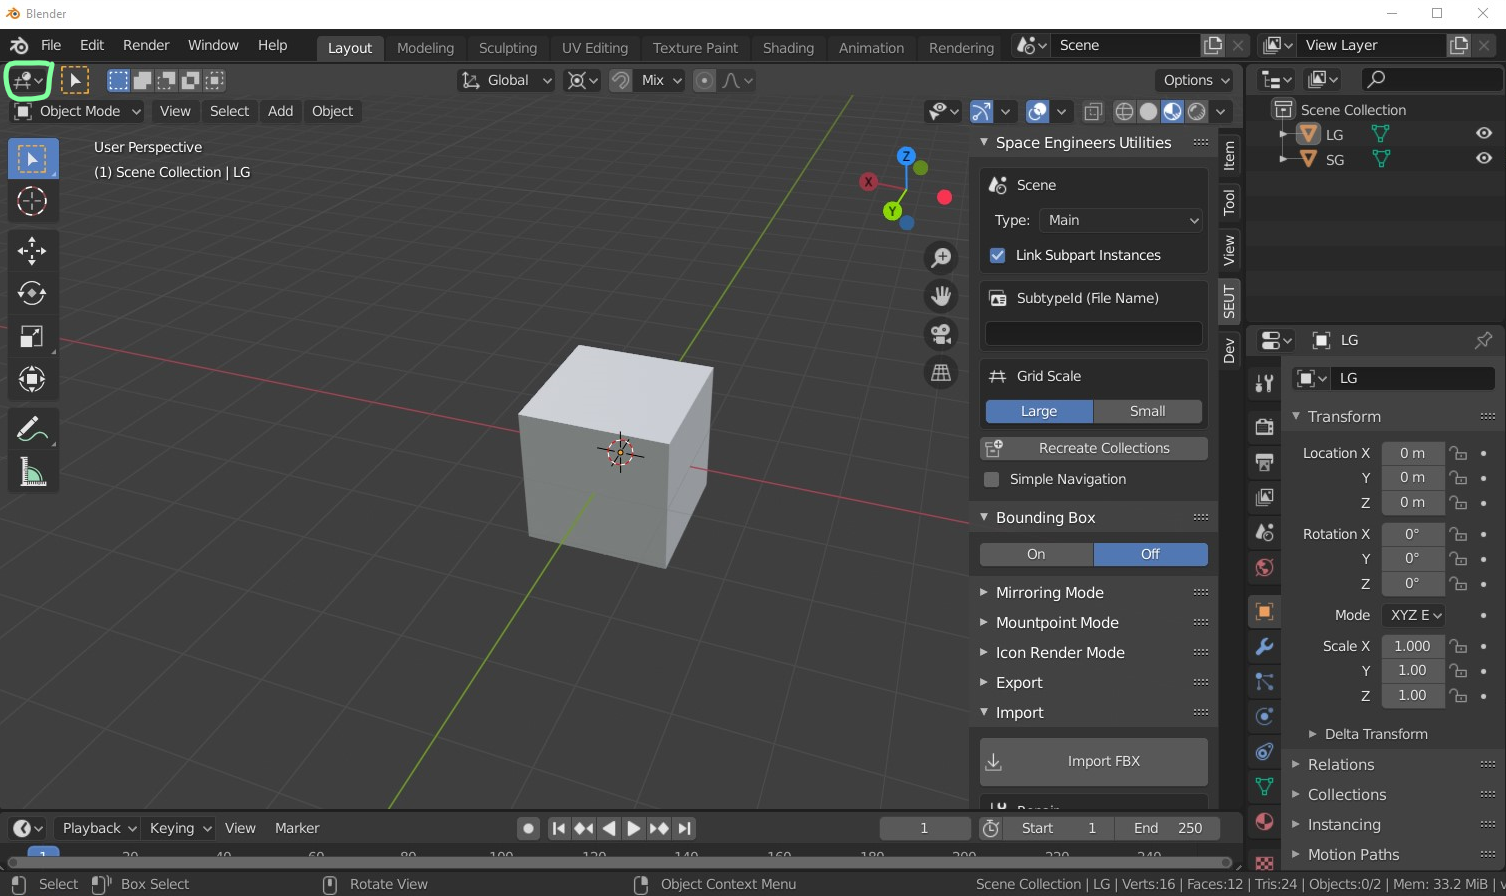 Blender
File Edit Render Window Help Layout Modeling Sculpting UV Editing Texture Paint Shading Animation Rendering Scene View Layer
Global Mix Options
Object Mode View Select Add Object
User Perspective
(1) Scene Collection | LG
Z
X
Y
Space Engineers Utilities
Scene
Type: Main
Link Subpart Instances
SubtypeId (File Name)
Grid Scale
Large Small
Recreate Collections
Simple Navigation
Bounding Box
On Off
Mirroring Mode
Mountpoint Mode
Icon Render Mode
Export
Import
Import FBX
Item
Tool
View
SEUT
Dev
Scene Collection
LG
SG
LG
LG
Transform
Location X 0 m
Y 0 m
Z 0 m
Rotation X 0°
Y 0°
Z 0°
Mode XYZ E
Scale X 1.000
Y 1.00
Z 1.00
Delta Transform
Relations
Collections
Instancing
Motion Paths
Playback Keying View Marker 1 Start 1 End 250
1 20 40 60 80 100 120 140 160 180 200 220 240
Select Box Select Rotate View Object Context Menu Scene Collection | LG | Verts:16 | Faces:12 | Tris:24 | Objects:0/2 | Mem: 33.2 MiB |